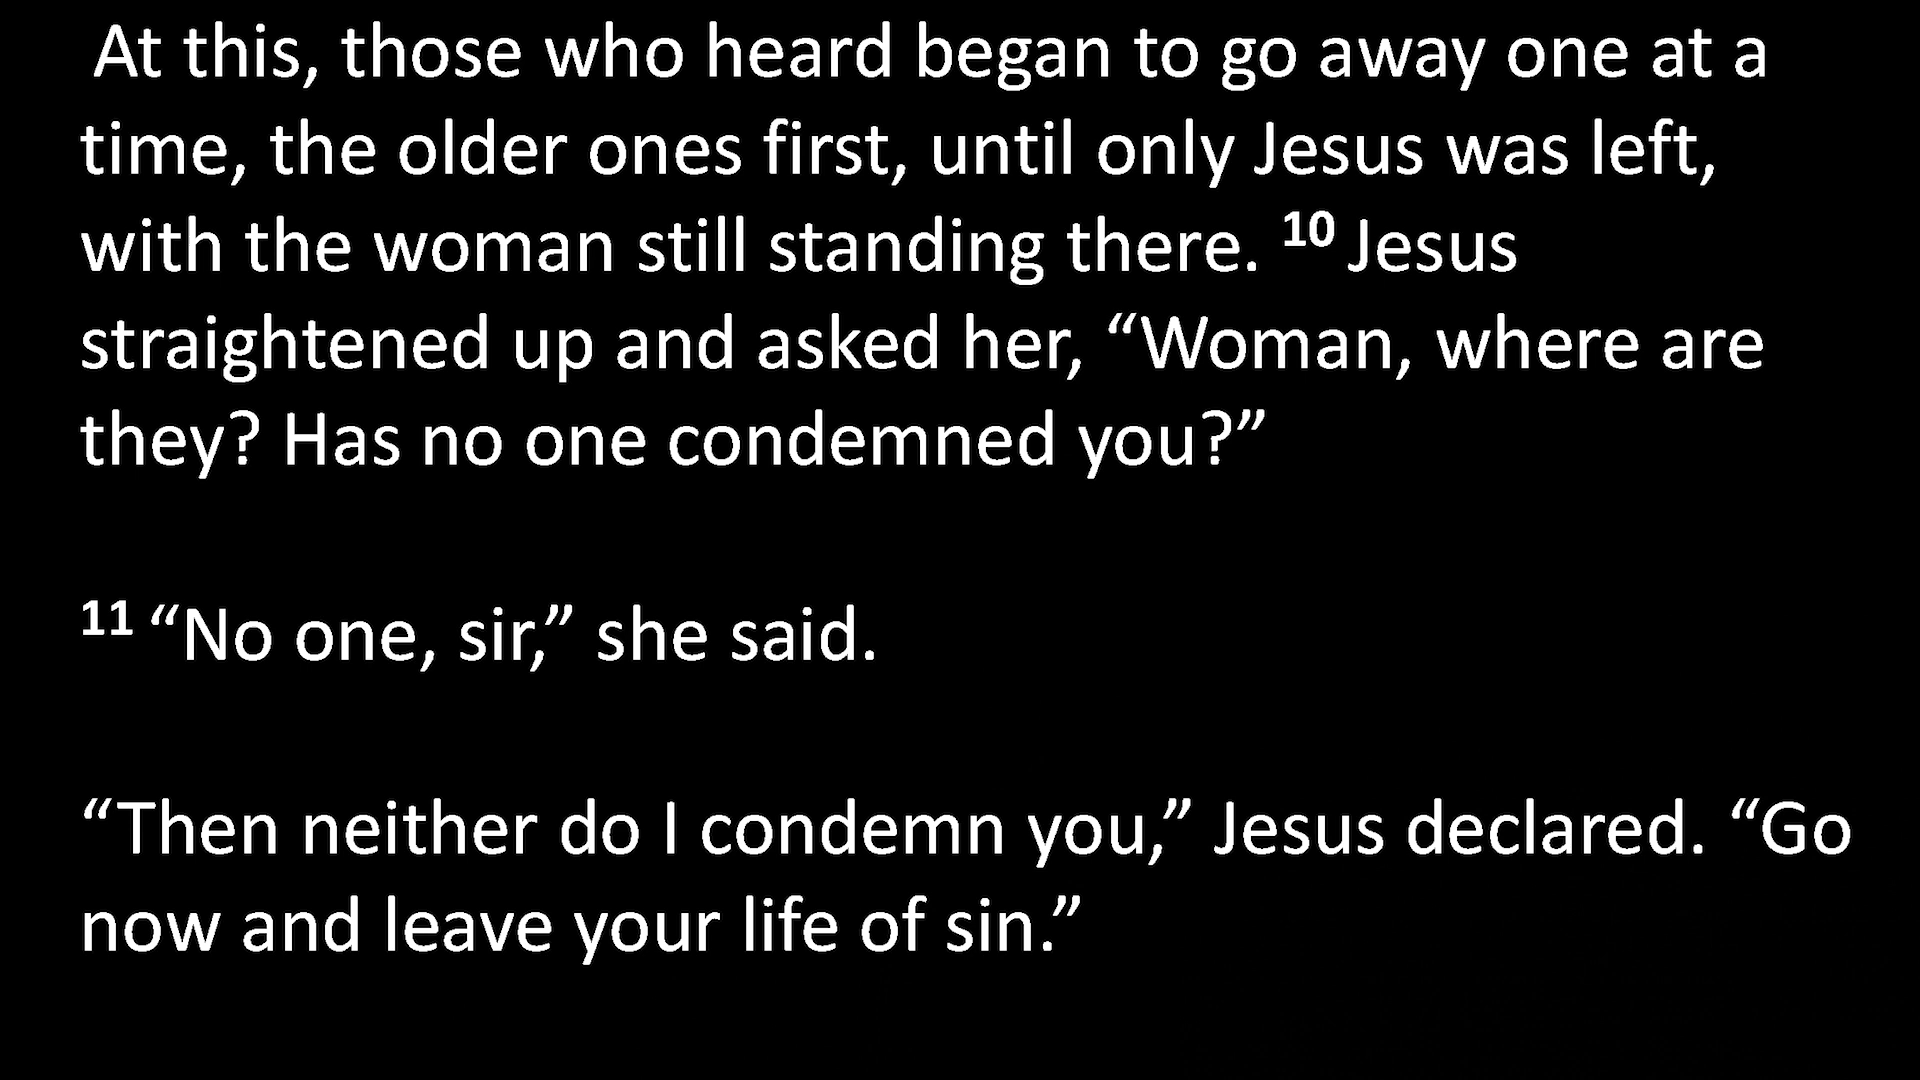 At this, those who heard began to go away one at a
time, the older ones first, until only Jesus was left,
with the woman still standing there. 10 Jesus
straightened up and asked her, “Woman, where are
they? Has no one condemned you?”
11 “No one, sir,” she said.
“Then neither do I condemn you,” Jesus declared. “Go
now and leave your life of sin.”